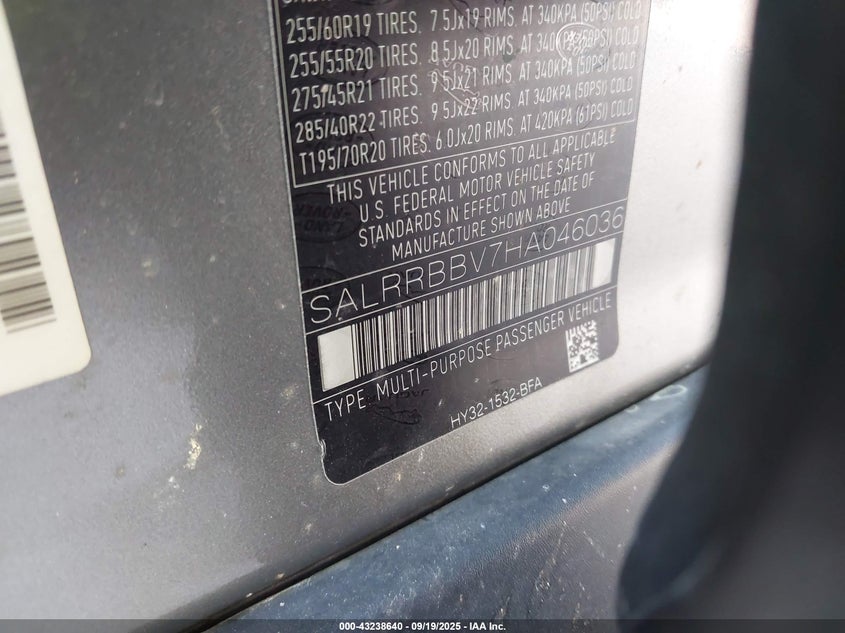 255/60R19 TIRES. 7.5Jx19 RIMS. AT 340KPA (50PSI) COLD
255/55R20 TIRES. 8.5Jx20 RIMS. AT 340KPA (50PSI) COLD
275/45R21 TIRES. 9.5Jx21 RIMS. AT 340KPA (50PSI) COLD
285/40R22 TIRES. 9.5Jx22 RIMS. AT 340KPA (50PSI) COLD
T195/70R20 TIRES. 6.0Jx20 RIMS. AT 420KPA (61PSI) COLD
THIS VEHICLE CONFORMS TO ALL APPLICABLE
U.S. FEDERAL MOTOR VEHICLE SAFETY
STANDARDS IN EFFECT ON THE DATE OF
MANUFACTURE SHOWN ABOVE
SALRRBBV7HA046036
TYPE: MULTI-PURPOSE PASSENGER VEHICLE
HY32-1532-BFA
000-43238640 - 09/19/2025 - IAA Inc.